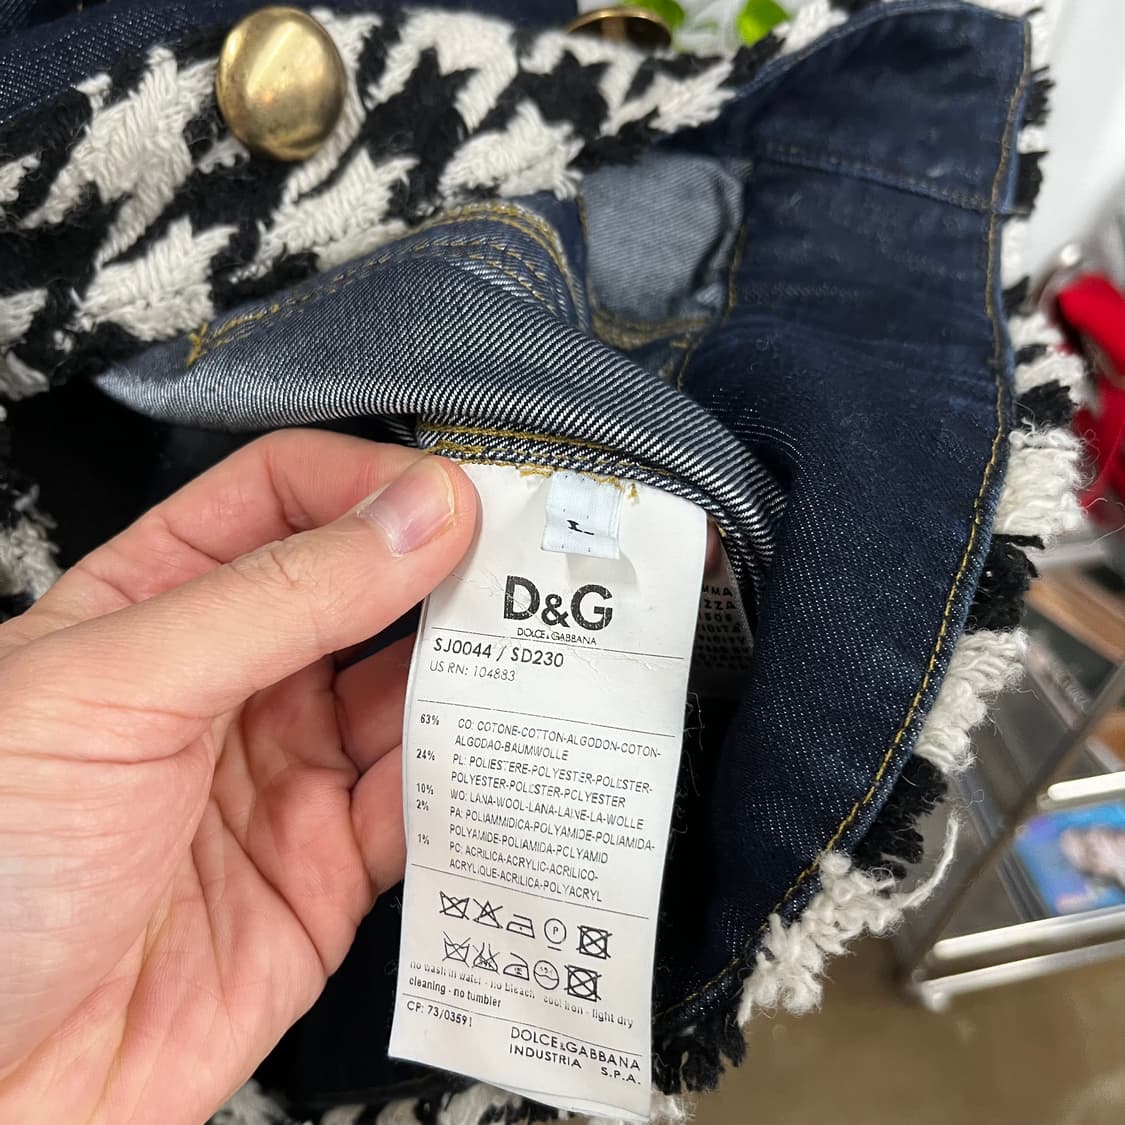 L
D&G
DOLCE & GABBANA
SJ0044 / SD230
US RN: 104883
63% CO: COTONE-COTTON-ALGODON-COTON-
ALGODAO-BAUMWOLLE
24% PL: POLIESTERE-POLYESTER-POLIESTER-
POLYESTER-POLIESTER-POLYESTER
10% WO: LANA-WOOL-LANA-LAINE-LA-WOLLE
2% PA: POLIAMMIDICA-POLYAMIDE-POLIAMIDA-
POLYAMIDE-POLIAMIDA-POLYAMID
1% PC: ACRILICA-ACRYLIC-ACRILICO-
ACRYLIQUE-ACRILICA-POLYACRYL
P
no wash in water - no bleach - cool iron - light dry
cleaning - no tumbler
CP: 73/03591
DOLCE & GABBANA
INDUSTRIA S.P.A.